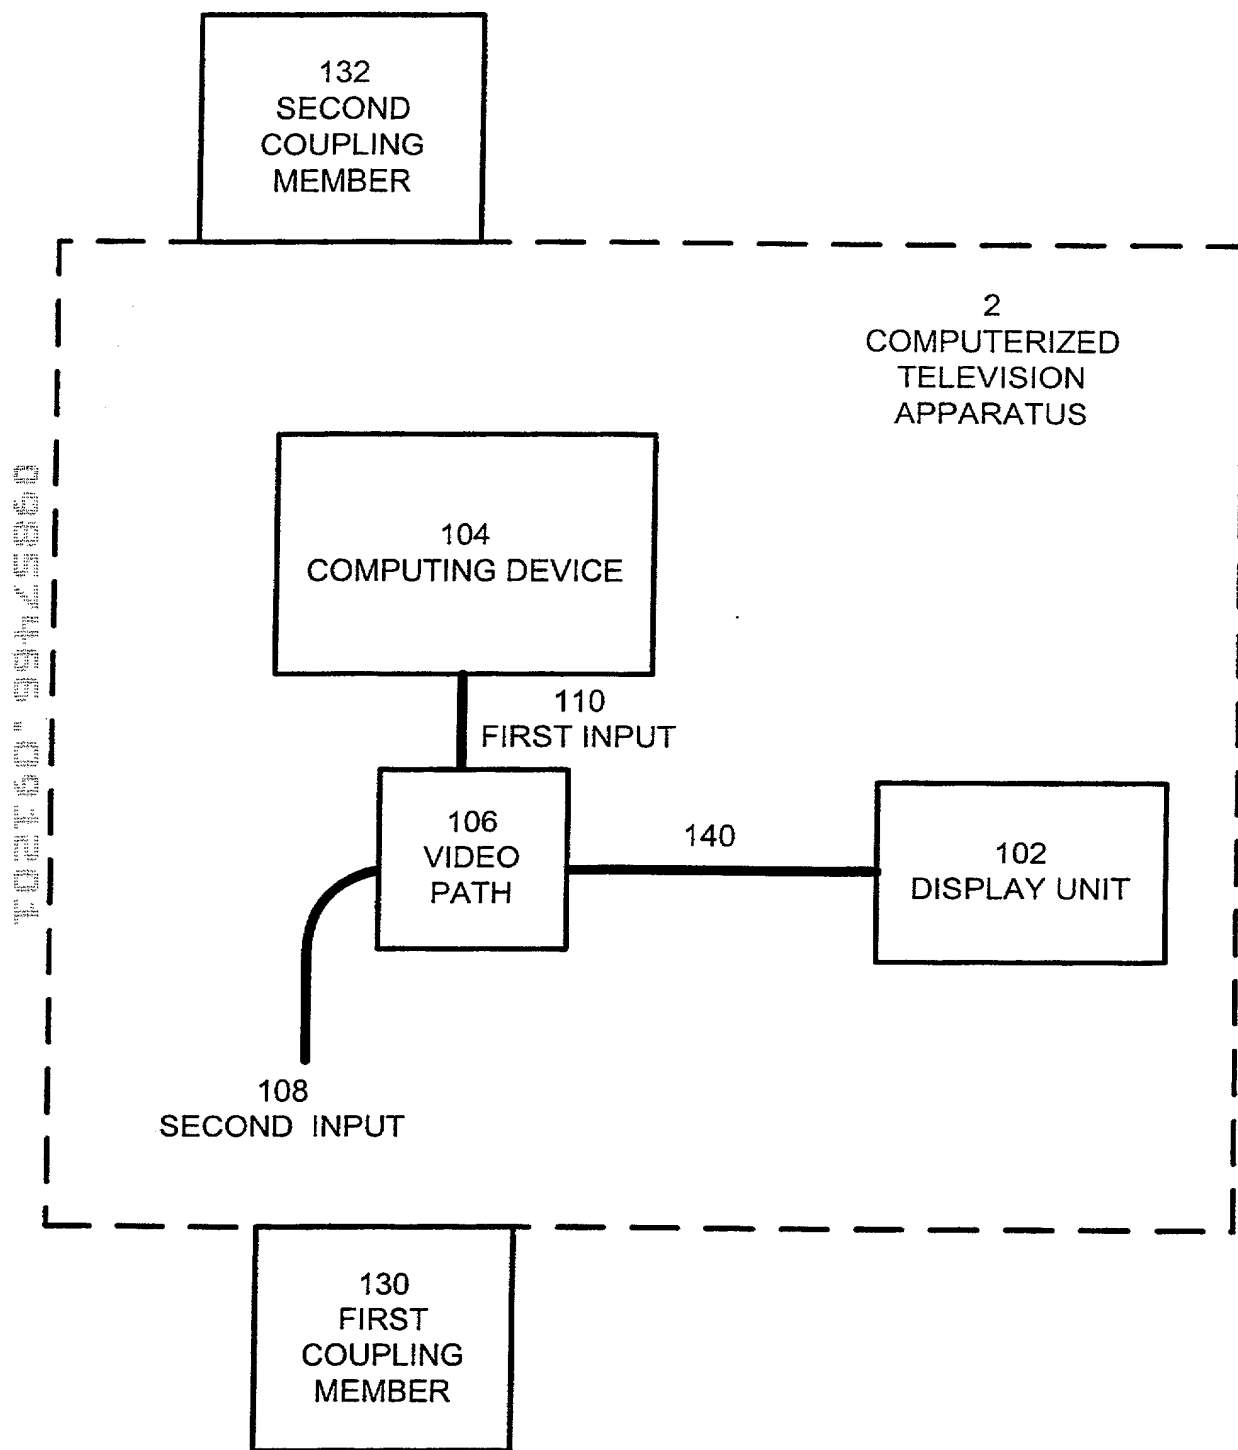 132
SECOND
COUPLING
MEMBER
2
COMPUTERIZED
TELEVISION
APPARATUS
104
COMPUTING DEVICE
110
FIRST INPUT
106
VIDEO
PATH
140
102
DISPLAY UNIT
108
SECOND INPUT
130
FIRST
COUPLING
MEMBER